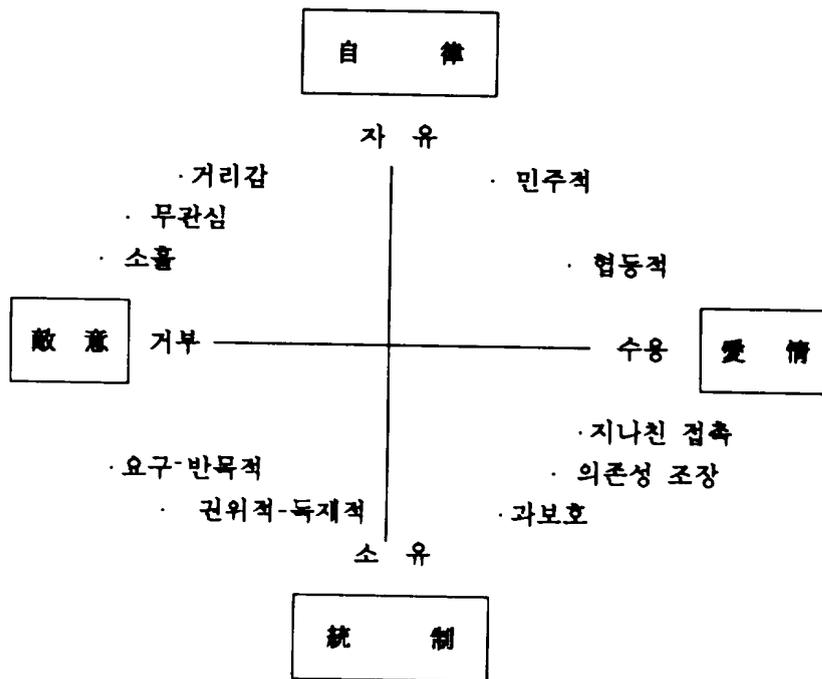 自 律
자 유
· 거리감 · 민주적
· 무관심
· 소홀 · 협동적
敵 意 거부 수용 愛 情
· 지나친 접촉
· 요구-반목적 · 의존성 조장
· 권위적-독재적 · 과보호
소 유
統 制